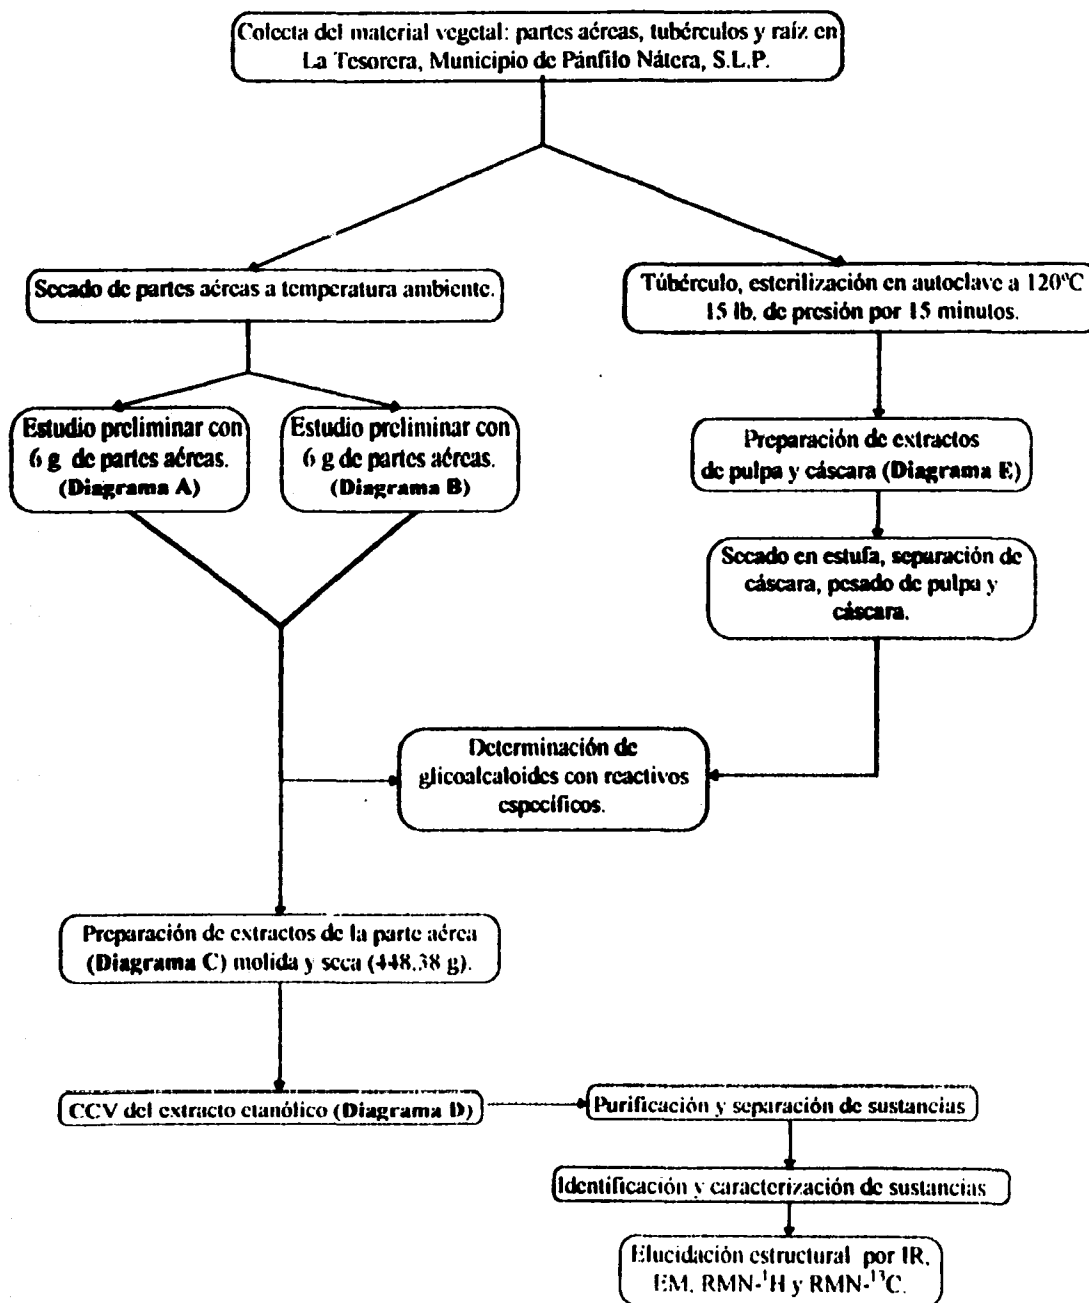 Colecta del material vegetal: partes aéreas, tubérculos y raíz en
La Tesorera, Municipio de Pánfilo Nátera, S.L.P.
Secado de partes aéreas a temperatura ambiente.
Túbérculo, esterilización en autoclave a 120ºC
15 lb. de presión por 15 minutos.
Estudio preliminar con
6 g de partes aéreas.
(Diagrama A)
Estudio preliminar con
6 g de partes aéreas.
(Diagrama B)
Preparación de extractos
de pulpa y cáscara (Diagrama E)
Secado en estufa, separación de
cáscara, pesado de pulpa y
cáscara.
Determinación de
glicoalcaloides con reactivos
específicos.
Preparación de extractos de la parte aérea
(Diagrama C) molida y seca (448.38 g).
CCV del extracto etanólico (Diagrama D)
Purificación y separación de sustancias
Identificación y caracterización de sustancias
Elucidación estructural por IR,
EM, RMN-¹H y RMN-¹³C.